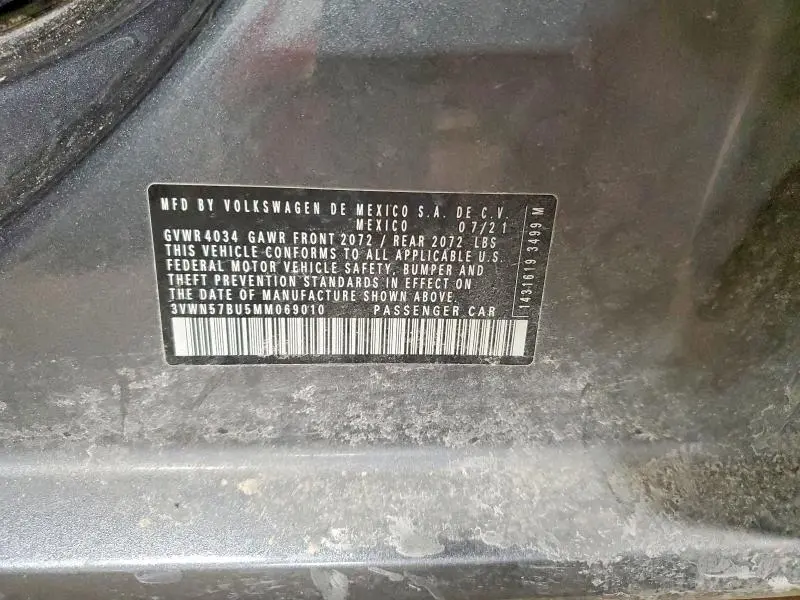 MFD BY VOLKSWAGEN DE MEXICO S.A. DE C.V.
MEXICO 07/21
GVWR 4034 GAWR FRONT 2072 / REAR 2072 LBS
THIS VEHICLE CONFORMS TO ALL APPLICABLE U.S.
FEDERAL MOTOR VEHICLE SAFETY, BUMPER AND
THEFT PREVENTION STANDARDS IN EFFECT ON
THE DATE OF MANUFACTURE SHOWN ABOVE.
3VWN57BU5MM069010 PASSENGER CAR
1431619 3499 M